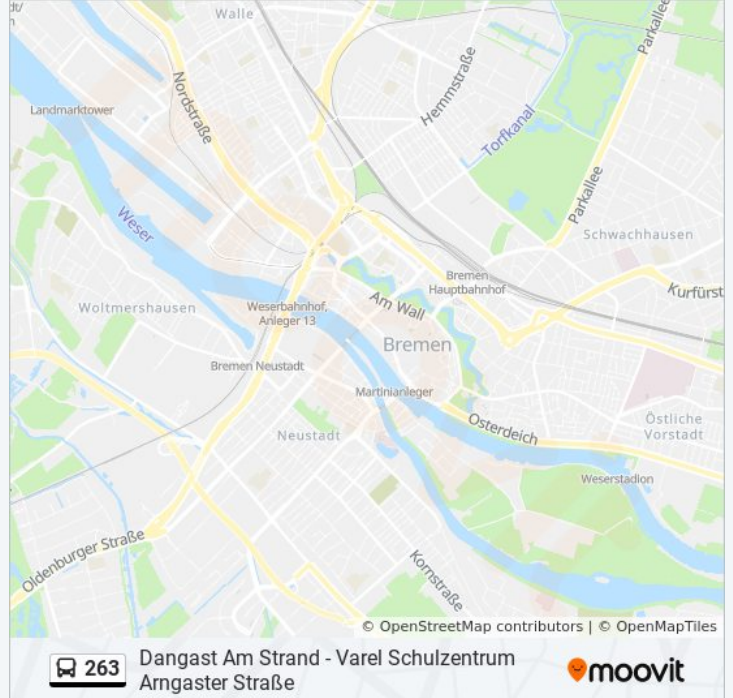 dt/
Walle
Parkallee
Hemmstraße
Nordstraße
Landmarktower
Torfkanal
Parkallee
Weser
Schwachhausen
Bremen
Hauptbahnhof
Kurfürst
Woltmershausen
Weserbahnhof,
Anleger 13
Am Wall
Bremen
Bremen Neustadt
Martinianleger
Östliche
Vorstadt
Osterdeich
Neustadt
Weserstadion
Oldenburger Straße
Kornstraße
© OpenStreetMap contributors | © OpenMapTiles
263
Dangast Am Strand - Varel Schulzentrum
Arngaster Straße
moovit